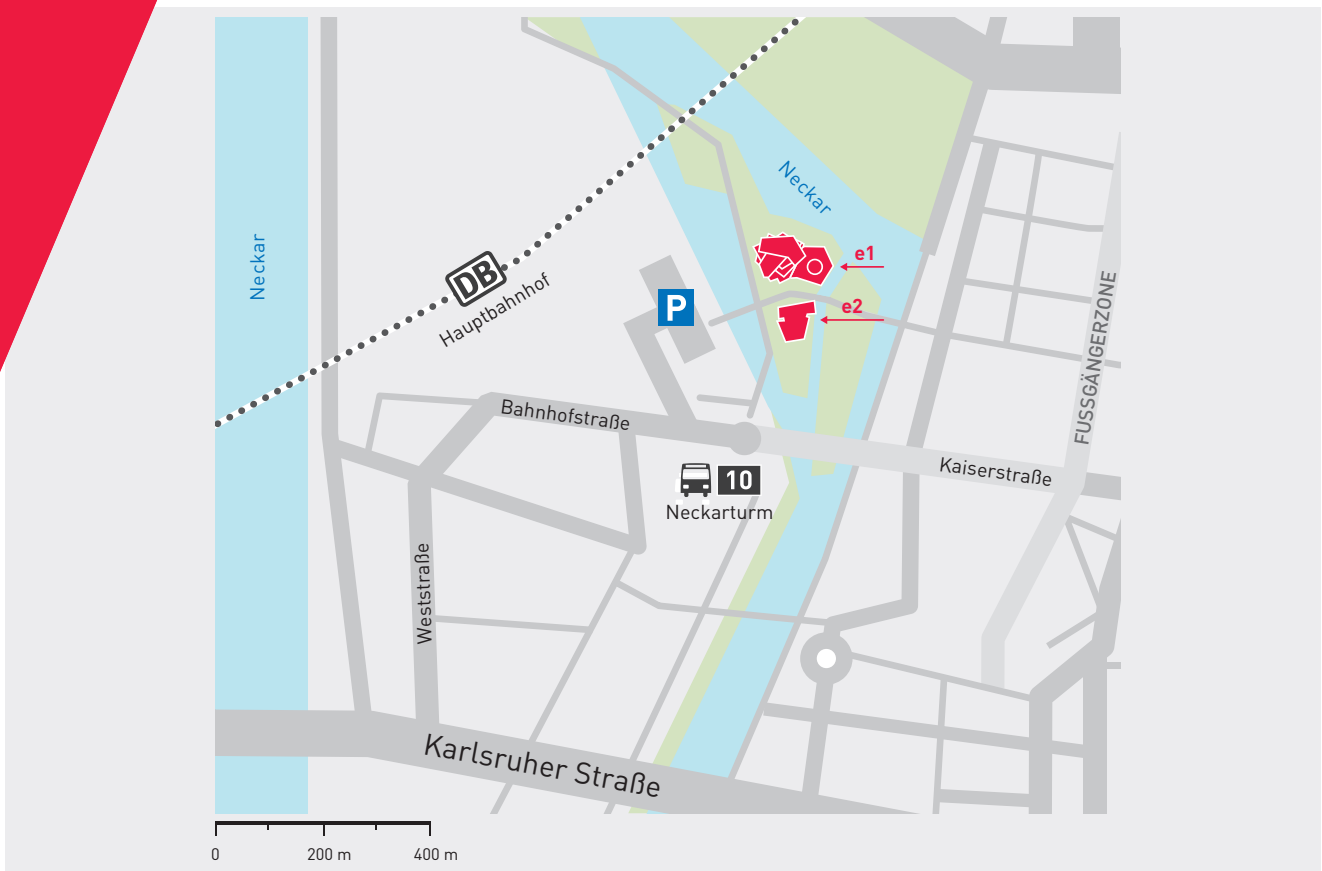 Neckar
Neckar
DB
Hauptbahnhof
P
e1
e2
FUSSGÄNGERZONE
Bahnhofstraße
Kaiserstraße
10
Neckarturm
Weststraße
Karlsruher Straße
0 200 m 400 m